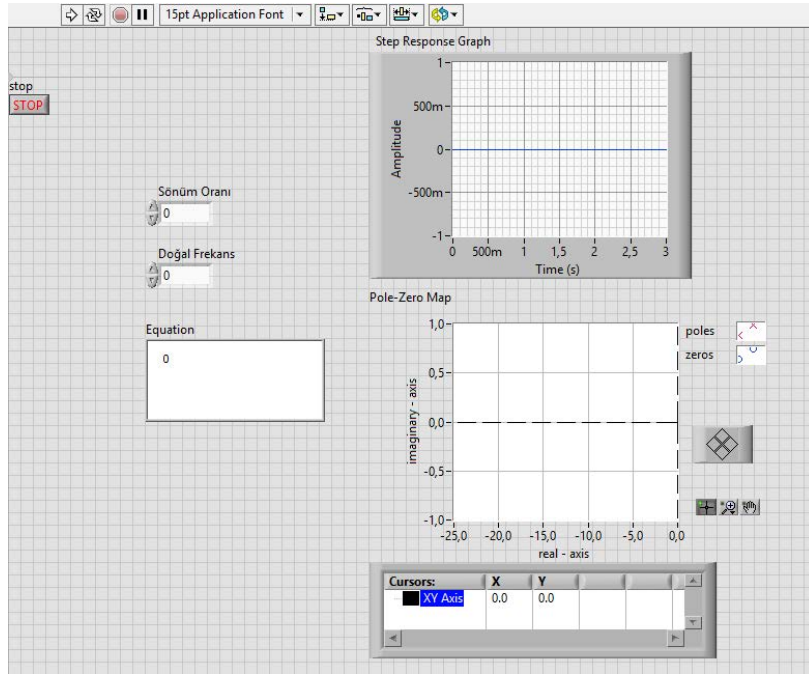 15pt Application Font
stop
STOP
Sönüm Oranı
0
Doğal Frekans
0
Equation
0
Step Response Graph
Amplitude
1
500m
0
-500m
-1
0 500m 1 1,5 2 2,5 3
Time (s)
Pole-Zero Map
imaginary - axis
1,0
0,5
0,0
-0,5
-1,0
-25,0 -20,0 -15,0 -10,0 -5,0 0,0
real - axis
poles
zeros
Cursors: X Y
XY Axis 0.0 0.0